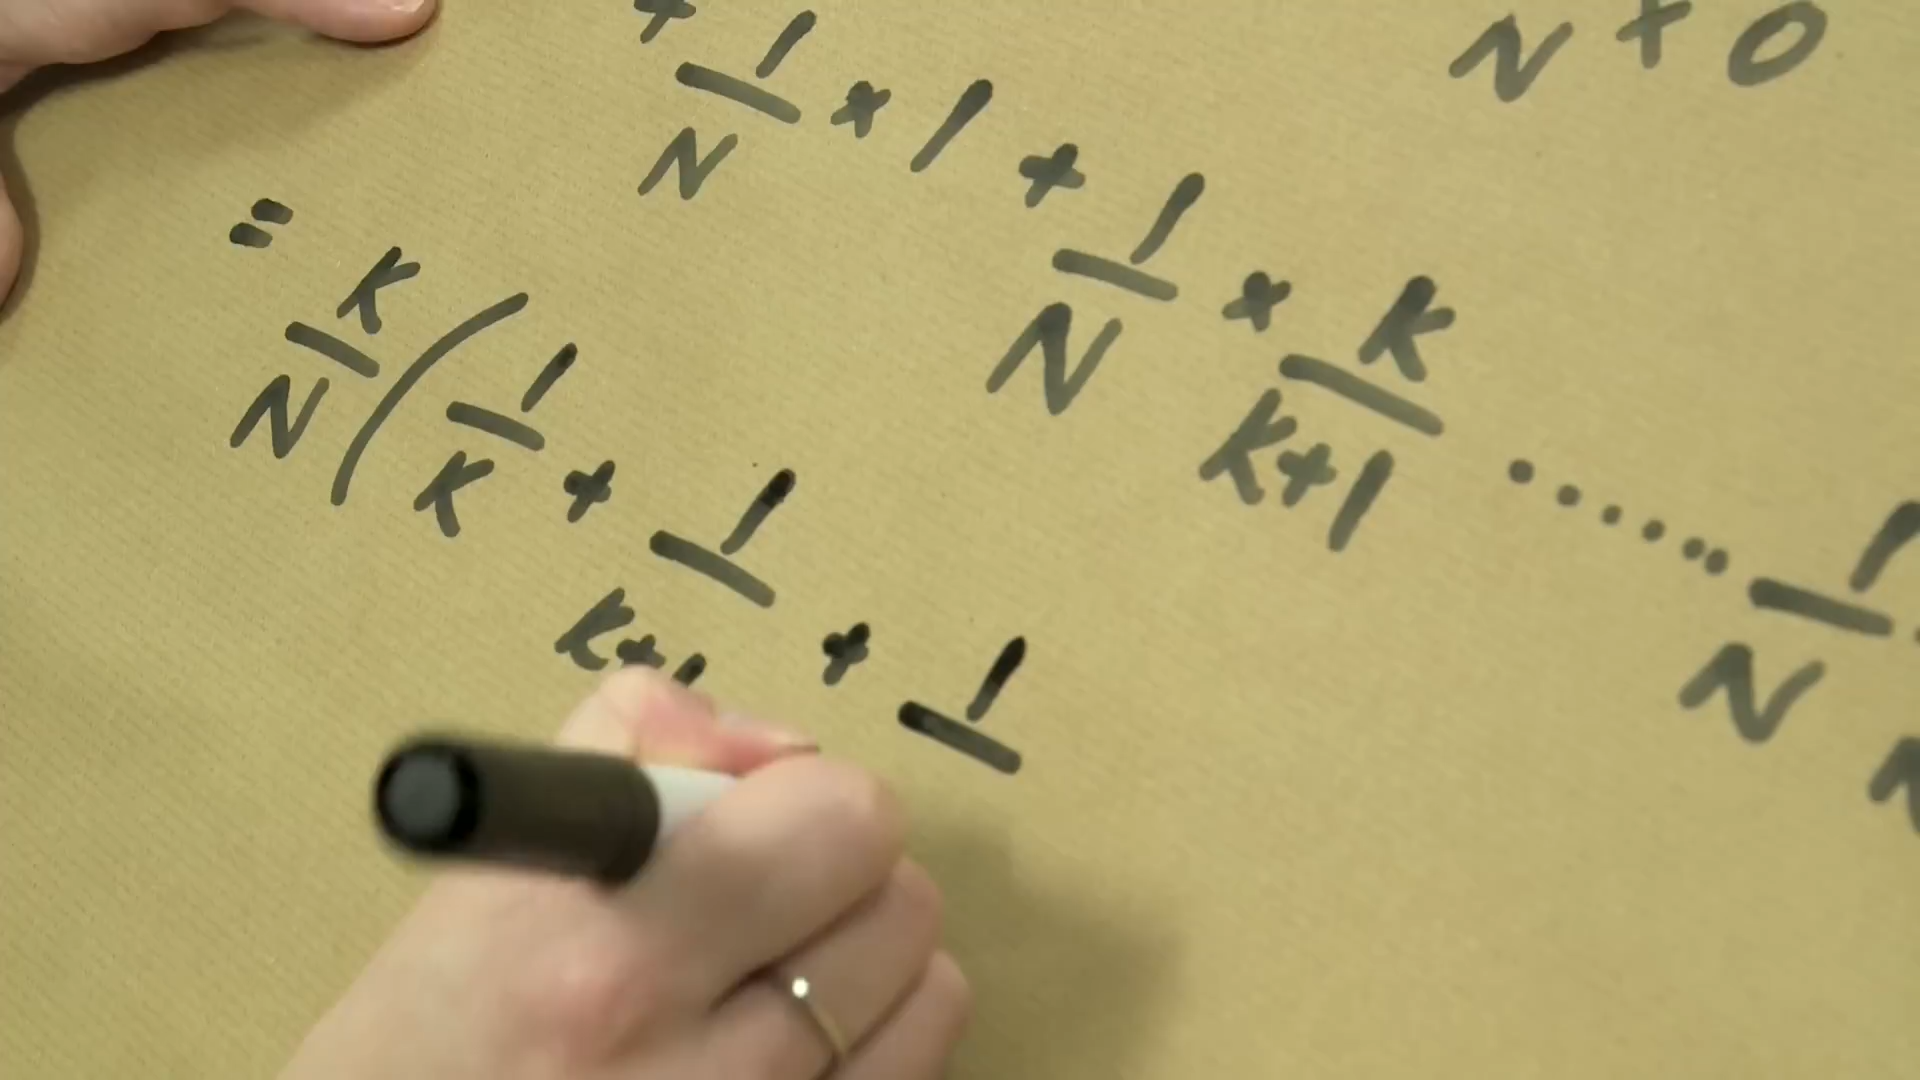 N + 0
+ 1/N × 1 + 1/N × K/K+1 ...... 1/N
= K/N ( 1/K + 1/K+1 + 1/